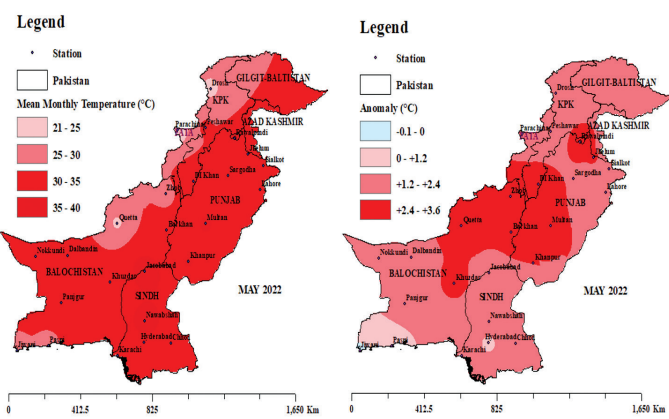 Legend
Station
Pakistan
Mean Monthly Temperature (°C)
21 - 25
25 - 30
30 - 35
35 - 40
GILGIT-BALTISTAN
Drosh
KPK
AZAD KASHMIR
Parachinar
Peshawar
FATA
Rawalpindi
Jhelum
Sialkot
Sargodha
DI Khan
Lahore
Zhob
PUNJAB
Quetta
Multan
Barkhan
Khanpur
Nokkundi
Dalbandin
Jacobabad
BALOCHISTAN
Khuzdar
SINDH
MAY 2022
Panjgur
Nawabshah
Jiwani
Pasni
Hyderabad
Chhor
Karachi
0
412.5
825
1,650 Km
Legend
Station
Pakistan
Anomaly (°C)
-0.1 - 0
0 - +1.2
+1.2 - +2.4
+2.4 - +3.6
GILGIT-BALTISTAN
Drosh
KPK
AZAD KASHMIR
Parachinar
Peshawar
FATA
Rawalpindi
Jhelum
Sialkot
Sargodha
DI Khan
Lahore
Zhob
PUNJAB
Quetta
Multan
Barkhan
Khanpur
Nokkundi
Dalbandin
Jacobabad
BALOCHISTAN
Khuzdar
SINDH
MAY 2022
Panjgur
Nawabshah
Jiwani
Pasni
Hyderabad
Chhor
Karachi
0
412.5
825
1,650 Km